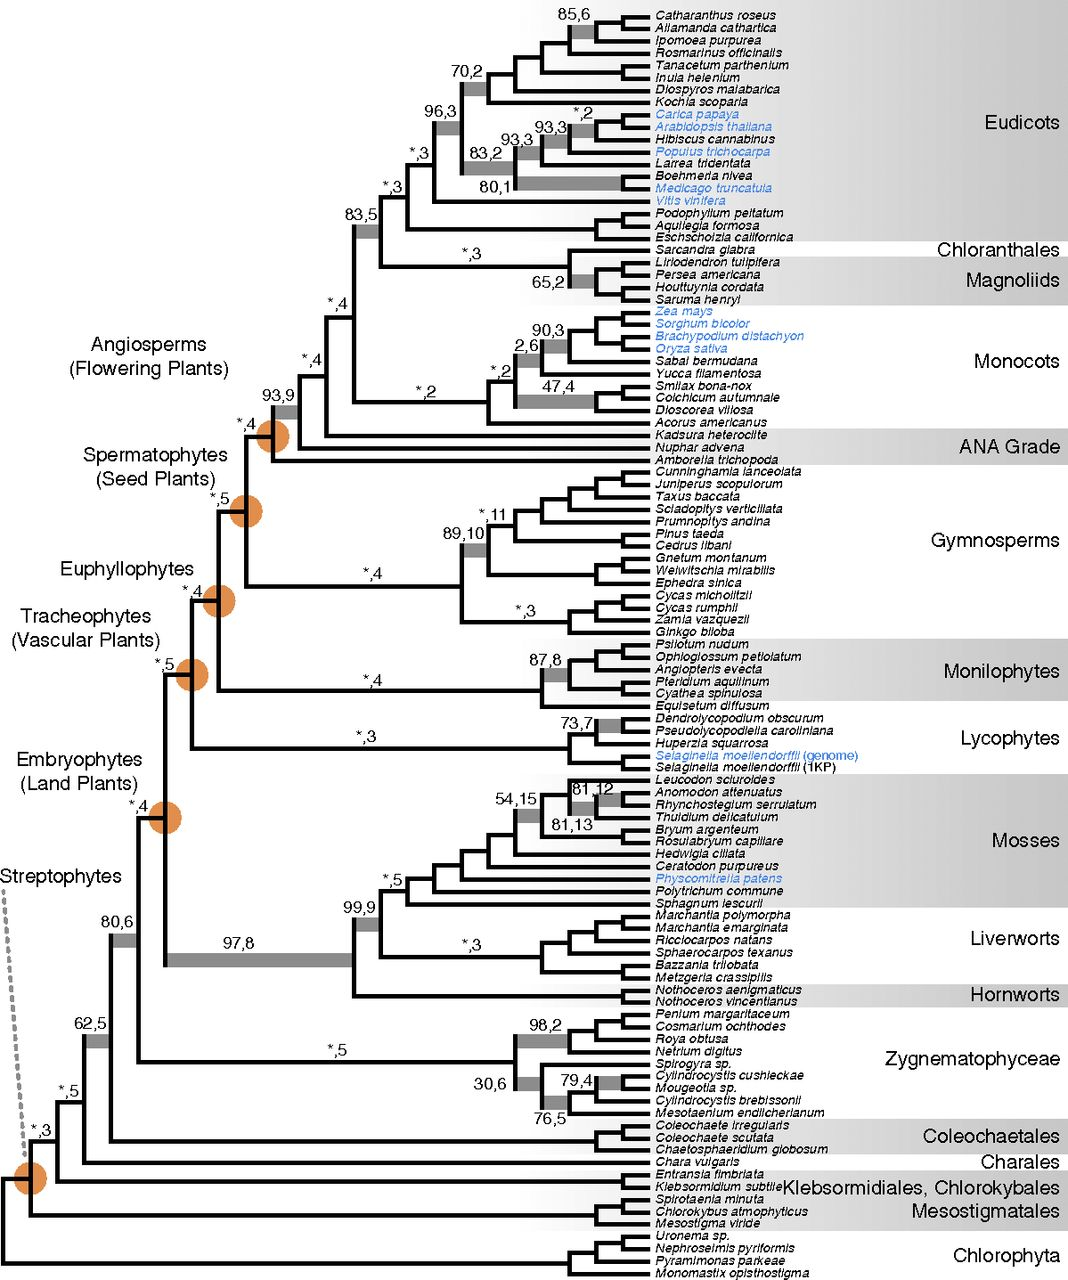 Catharanthus roseus
85,6
Allamanda cathartica
Ipomoea purpurea
Rosmarinus officinalis
Tanacetum parthenium
70,2
Inula helenium
Diospyros malabarica
Kochia scoparia
96,3
*,2
Carica papaya
Eudicots
93,3
Arabidopsis thaliana
93,3
Hibiscus cannabinus
*,3
83,2
Populus trichocarpa
Larrea tridentata
Boehmeria nivea
*,3
80,1
Medicago truncatula
Vitis vinifera
83,5
Podophyllum peltatum
Aquilegia formosa
Eschscholzia californica
*,3
Sarcandra glabra
Chloranthales
Liriodendron tulipifera
65,2
Persea americana
Magnoliids
Houttuynia cordata
Saruma henryi
*,4
Zea mays
Sorghum bicolor
90,3
Brachypodium distachyon
Angiosperms
(Flowering Plants)
2,6
Oryza sativa
*,4
Sabal bermudana
Monocots
*,2
Yucca filamentosa
*,2
47,4
Smilax bona-nox
93,9
Colchicum autumnale
Dioscorea villosa
*,4
Acorus americanus
Kadsura heteroclite
Nuphar advena
ANA Grade
Spermatophytes
(Seed Plants)
Amborella trichopoda
Cunninghamia lanceolata
Juniperus scopulorum
*,5
Taxus baccata
Sciadopitys verticillata
*,11
Prumnopitys andina
89,10
Pinus taeda
Gymnosperms
Cedrus libani
Gnetum montanum
Euphyllophytes
*,4
Welwitschia mirabilis
Ephedra sinica
*,4
Cycas micholitzii
*,3
Cycas rumphii
Tracheophytes
(Vascular Plants)
Zamia vazquezii
Ginkgo biloba
Psilotum nudum
*,5
87,8
Ophioglossum petiolatum
Angiopteris evecta
Monilophytes
*,4
Pteridium aquilinum
Cyathea spinulosa
Equisetum diffusum
73,7
Dendrolycopodium obscurum
Pseudolycopodiella caroliniana
*,3
Huperzia squarrosa
Lycophytes
Embryophytes
(Land Plants)
Selaginella moellendorffii (genome)
Selaginella moellendorffii (1KP)
Leucodon sciuroides
*,4
54,15
81,12
Anomodon attenuatus
Rhynchostegium serrulatum
81,13
Thuidium delicatulum
Bryum argenteum
Mosses
Rosulabryum capillare
Hedwigia ciliata
Ceratodon purpureus
Streptophytes
*,5
Physcomitrella patens
Polytrichum commune
99,9
Sphagnum lescurii
80,6
Marchantia polymorpha
Marchantia emarginata
97,8
*,3
Ricciocarpos natans
Liverworts
Sphaerocarpos texanus
Bazzania trilobata
Metzgeria crassipilis
Nothoceros aenigmaticus
Hornworts
Nothoceros vincentianus
62,5
98,2
Penium margaritaceum
Cosmarium ochthodes
*,5
Roya obtusa
Netrium digitus
Zygnematophyceae
Spirogyra sp.
30,6
79,4
Cylindrocystis cushleckae
*,5
Mougeotia sp.
Cylindrocystis brebissonii
76,5
Mesotaenium endlicherianum
*,3
Coleochaete irregularis
Coleochaete scutata
Coleochaetales
Chaetosphaeridium globosum
Chara vulgaris
Charales
Entransia fimbriata
Klebsormidium subtile
Klebsormidiales, Chlorokybales
Spirotaenia minuta
Chlorokybus atmophyticus
Mesostigmatales
Mesostigma viride
Uronema sp.
Nephroselmis pyriformis
Chlorophyta
Pyramimonas parkeae
Monomastix opisthostigma